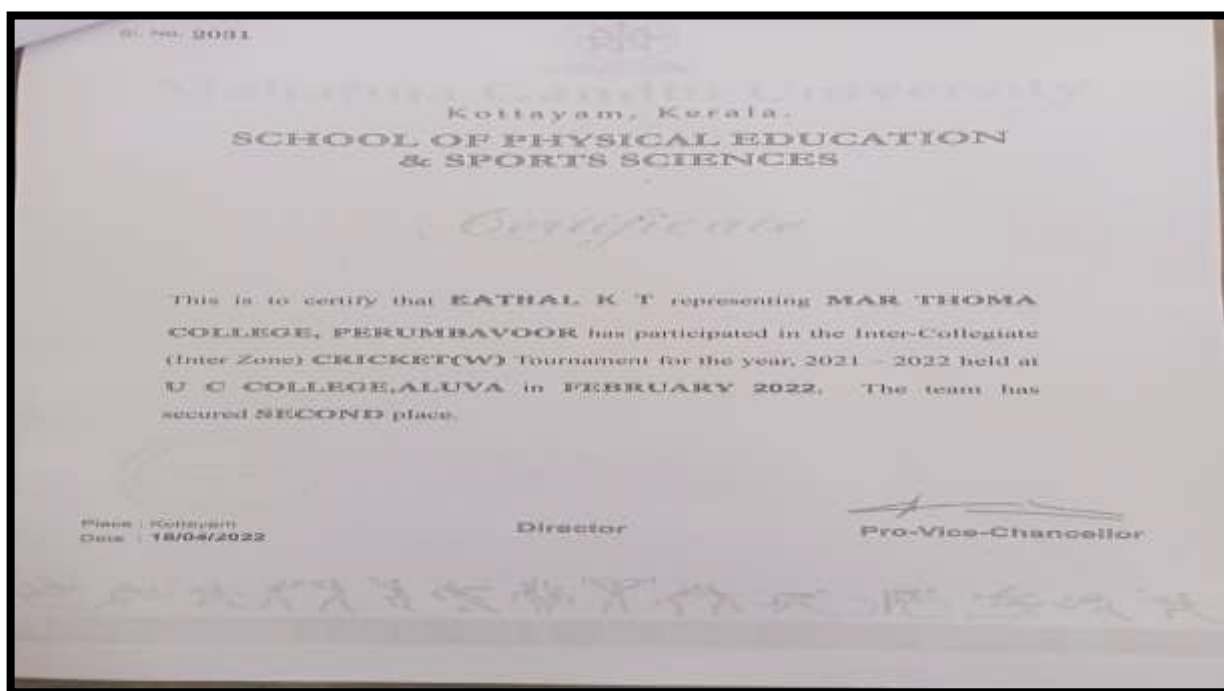 Sl. No. 2031
Mahatma Gandhi University
Kottayam, Kerala.
SCHOOL OF PHYSICAL EDUCATION
& SPORTS SCIENCES
Certificate
This is to certify that EATHAL K T representing MAR THOMA
COLLEGE, PERUMBAVOOR has participated in the Inter-Collegiate
(Inter Zone) CRICKET(W) Tournament for the year, 2021 – 2022 held at
U C COLLEGE,ALUVA in FEBRUARY 2022. The team has
secured SECOND place.
Place : Kottayam
Date : 18/04/2022
Director
Pro-Vice-Chancellor